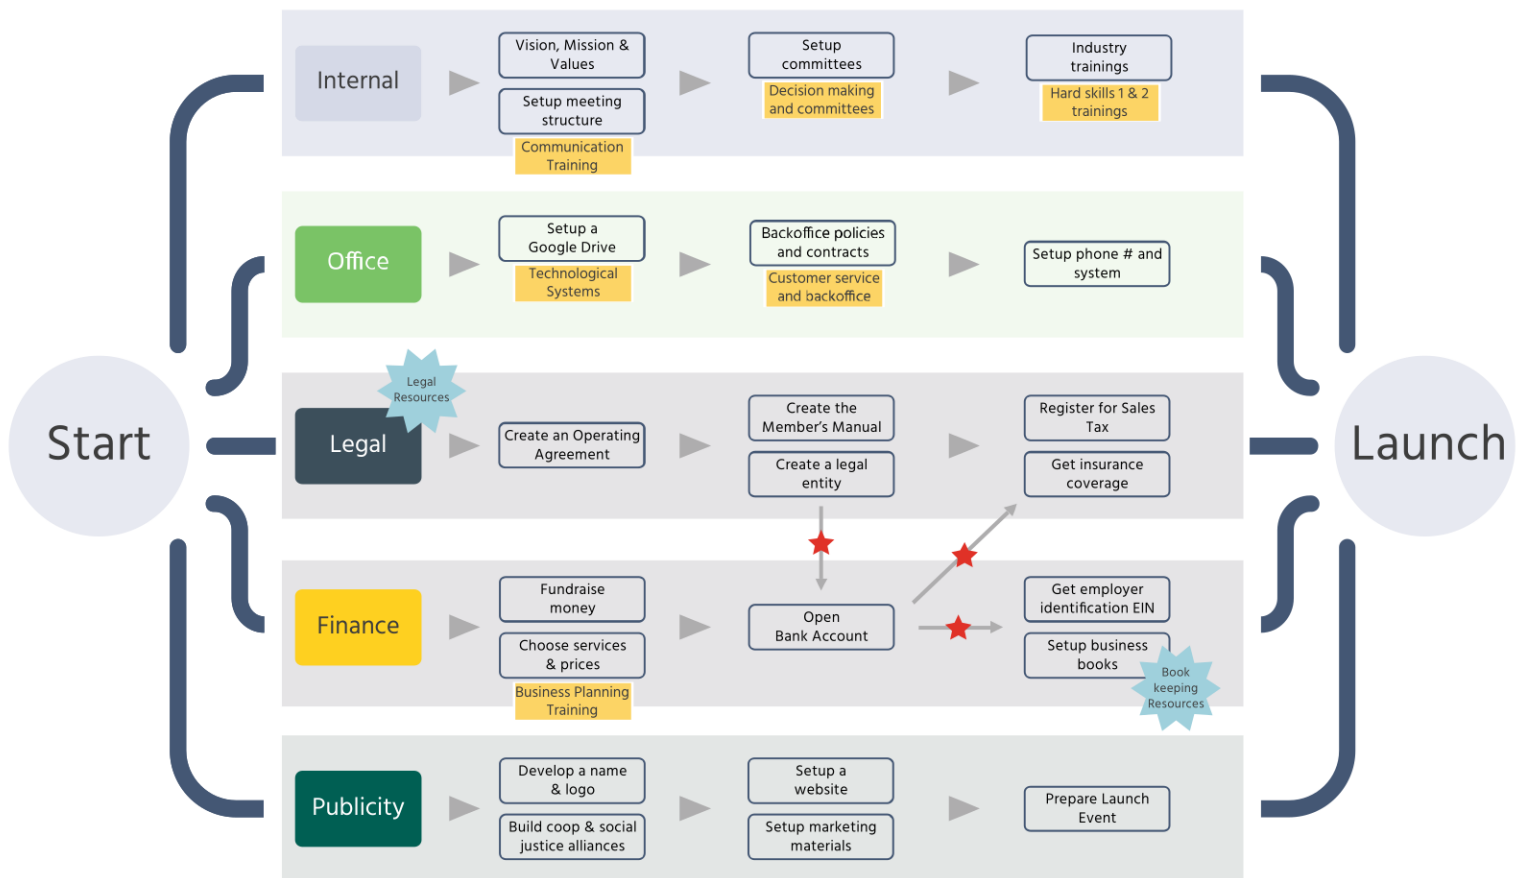 Start
Internal
Vision, Mission &
Values
Setup meeting
structure
Communication
Training
Setup
committees
Decision making
and committees
Industry
trainings
Hard skills 1 & 2
trainings
Office
Setup a
Google Drive
Technological
Systems
Backoffice policies
and contracts
Customer service
and backoffice
Setup phone # and
system
Legal
Resources
Legal
Create an Operating
Agreement
Create the
Member's Manual
Create a legal
entity
Register for Sales
Tax
Get insurance
coverage
Finance
Fundraise
money
Choose services
& prices
Business Planning
Training
Open
Bank Account
Get employer
identification EIN
Setup business
books
Book
keeping
Resources
Publicity
Develop a name
& logo
Build coop & social
justice alliances
Setup a
website
Setup marketing
materials
Prepare Launch
Event
Launch